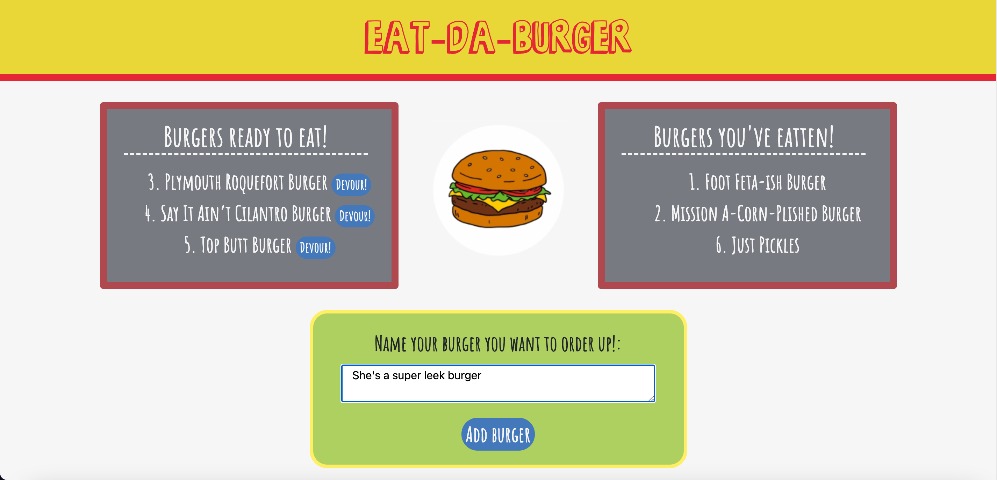 EAT-DA-BURGER
Burgers ready to eat!
3. Plymouth Roquefort Burger Devour!
4. Say It Ain't Cilantro Burger Devour!
5. Top Butt Burger Devour!
Burgers you've eatten!
1. Foot Feta-ish Burger
2. Mission A-Corn-Plished Burger
6. Just Pickles
Name your burger you want to order up!:
She's a super leek burger
Add burger